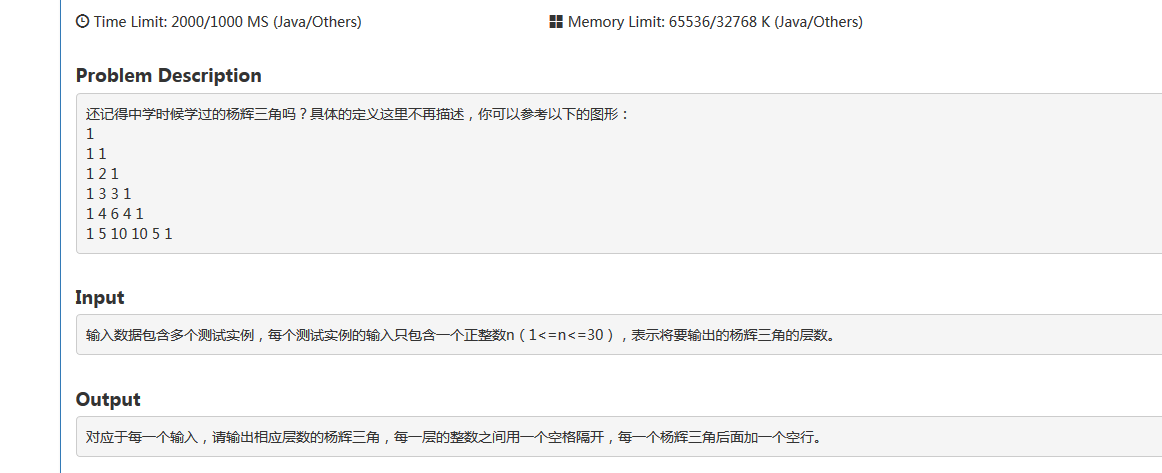 Time Limit: 2000/1000 MS (Java/Others) Memory Limit: 65536/32768 K (Java/Others)
Problem Description
还记得中学时候学过的杨辉三角吗？具体的定义这里不再描述，你可以参考以下的图形：
1
1 1
1 2 1
1 3 3 1
1 4 6 4 1
1 5 10 10 5 1
Input
输入数据包含多个测试实例，每个测试实例的输入只包含一个正整数n（1<=n<=30），表示将要输出的杨辉三角的层数。
Output
对应于每一个输入，请输出相应层数的杨辉三角，每一层的整数之间用一个空格隔开，每一个杨辉三角后面加一个空行。